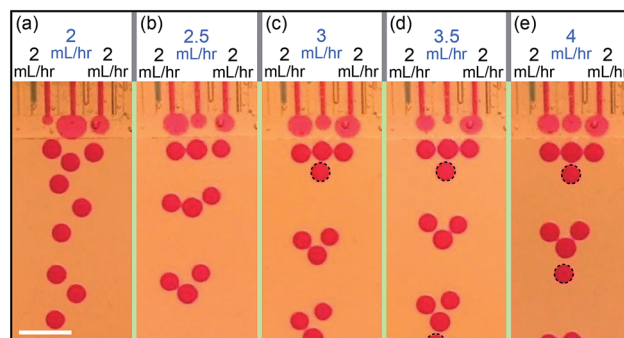 (a) 2
2 mL/hr 2
mL/hr mL/hr
(b) 2.5
2 mL/hr 2
mL/hr mL/hr
(c) 3
2 mL/hr 2
mL/hr mL/hr
(d) 3.5
2 mL/hr 2
mL/hr mL/hr
(e) 4
2 mL/hr 2
mL/hr mL/hr